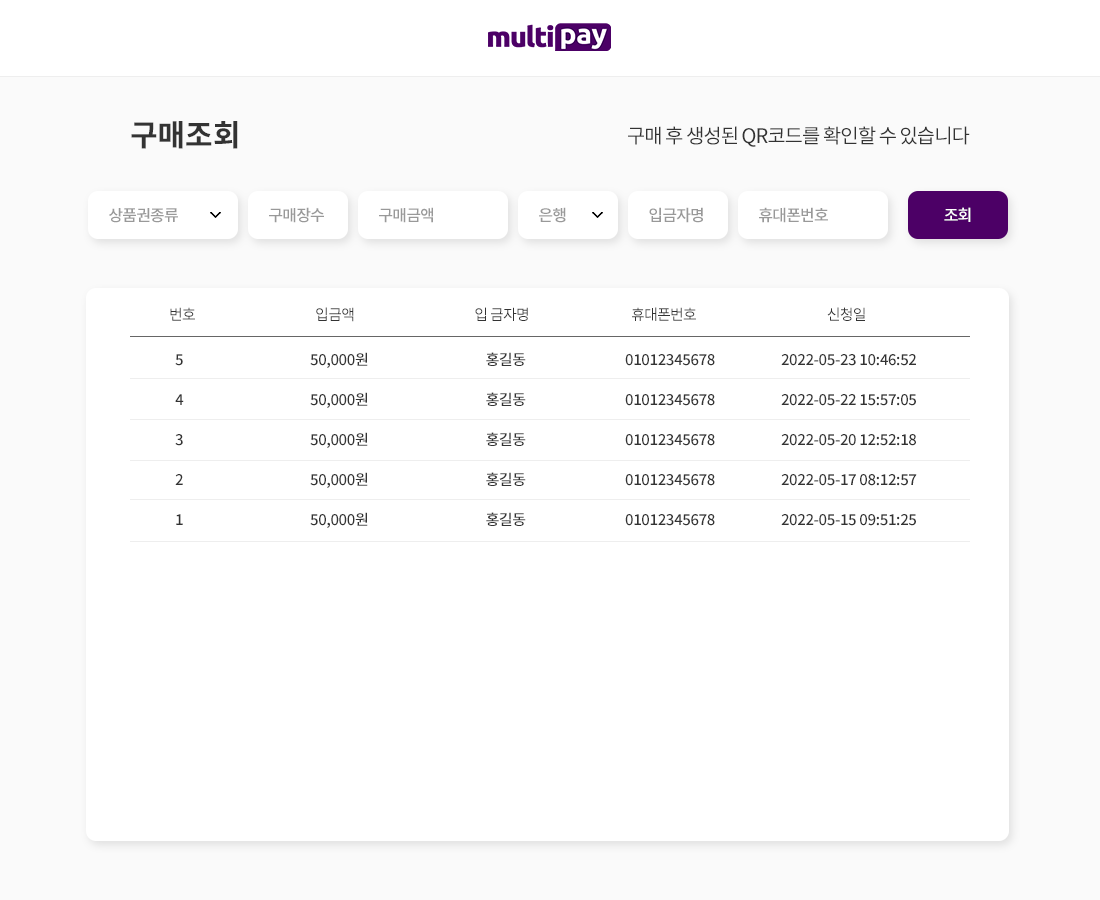 multipay
구매조회
구매 후 생성된 QR코드를 확인할 수 있습니다
상품권종류 구매장수 구매금액 은행 입금자명 휴대폰번호 조회
번호 입금액 입 금자명 휴대폰번호 신청일
5 50,000원 홍길동 01012345678 2022-05-23 10:46:52
4 50,000원 홍길동 01012345678 2022-05-22 15:57:05
3 50,000원 홍길동 01012345678 2022-05-20 12:52:18
2 50,000원 홍길동 01012345678 2022-05-17 08:12:57
1 50,000원 홍길동 01012345678 2022-05-15 09:51:25